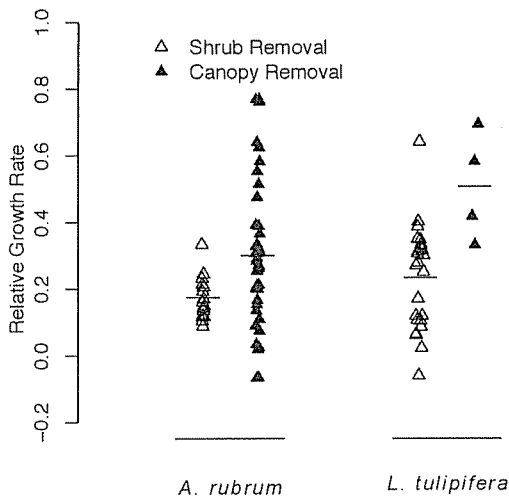 1.0
0.8
0.6
0.4
0.2
0.0
−0.2
Relative Growth Rate
Shrub Removal
Canopy Removal
A. rubrum
L. tulipifera